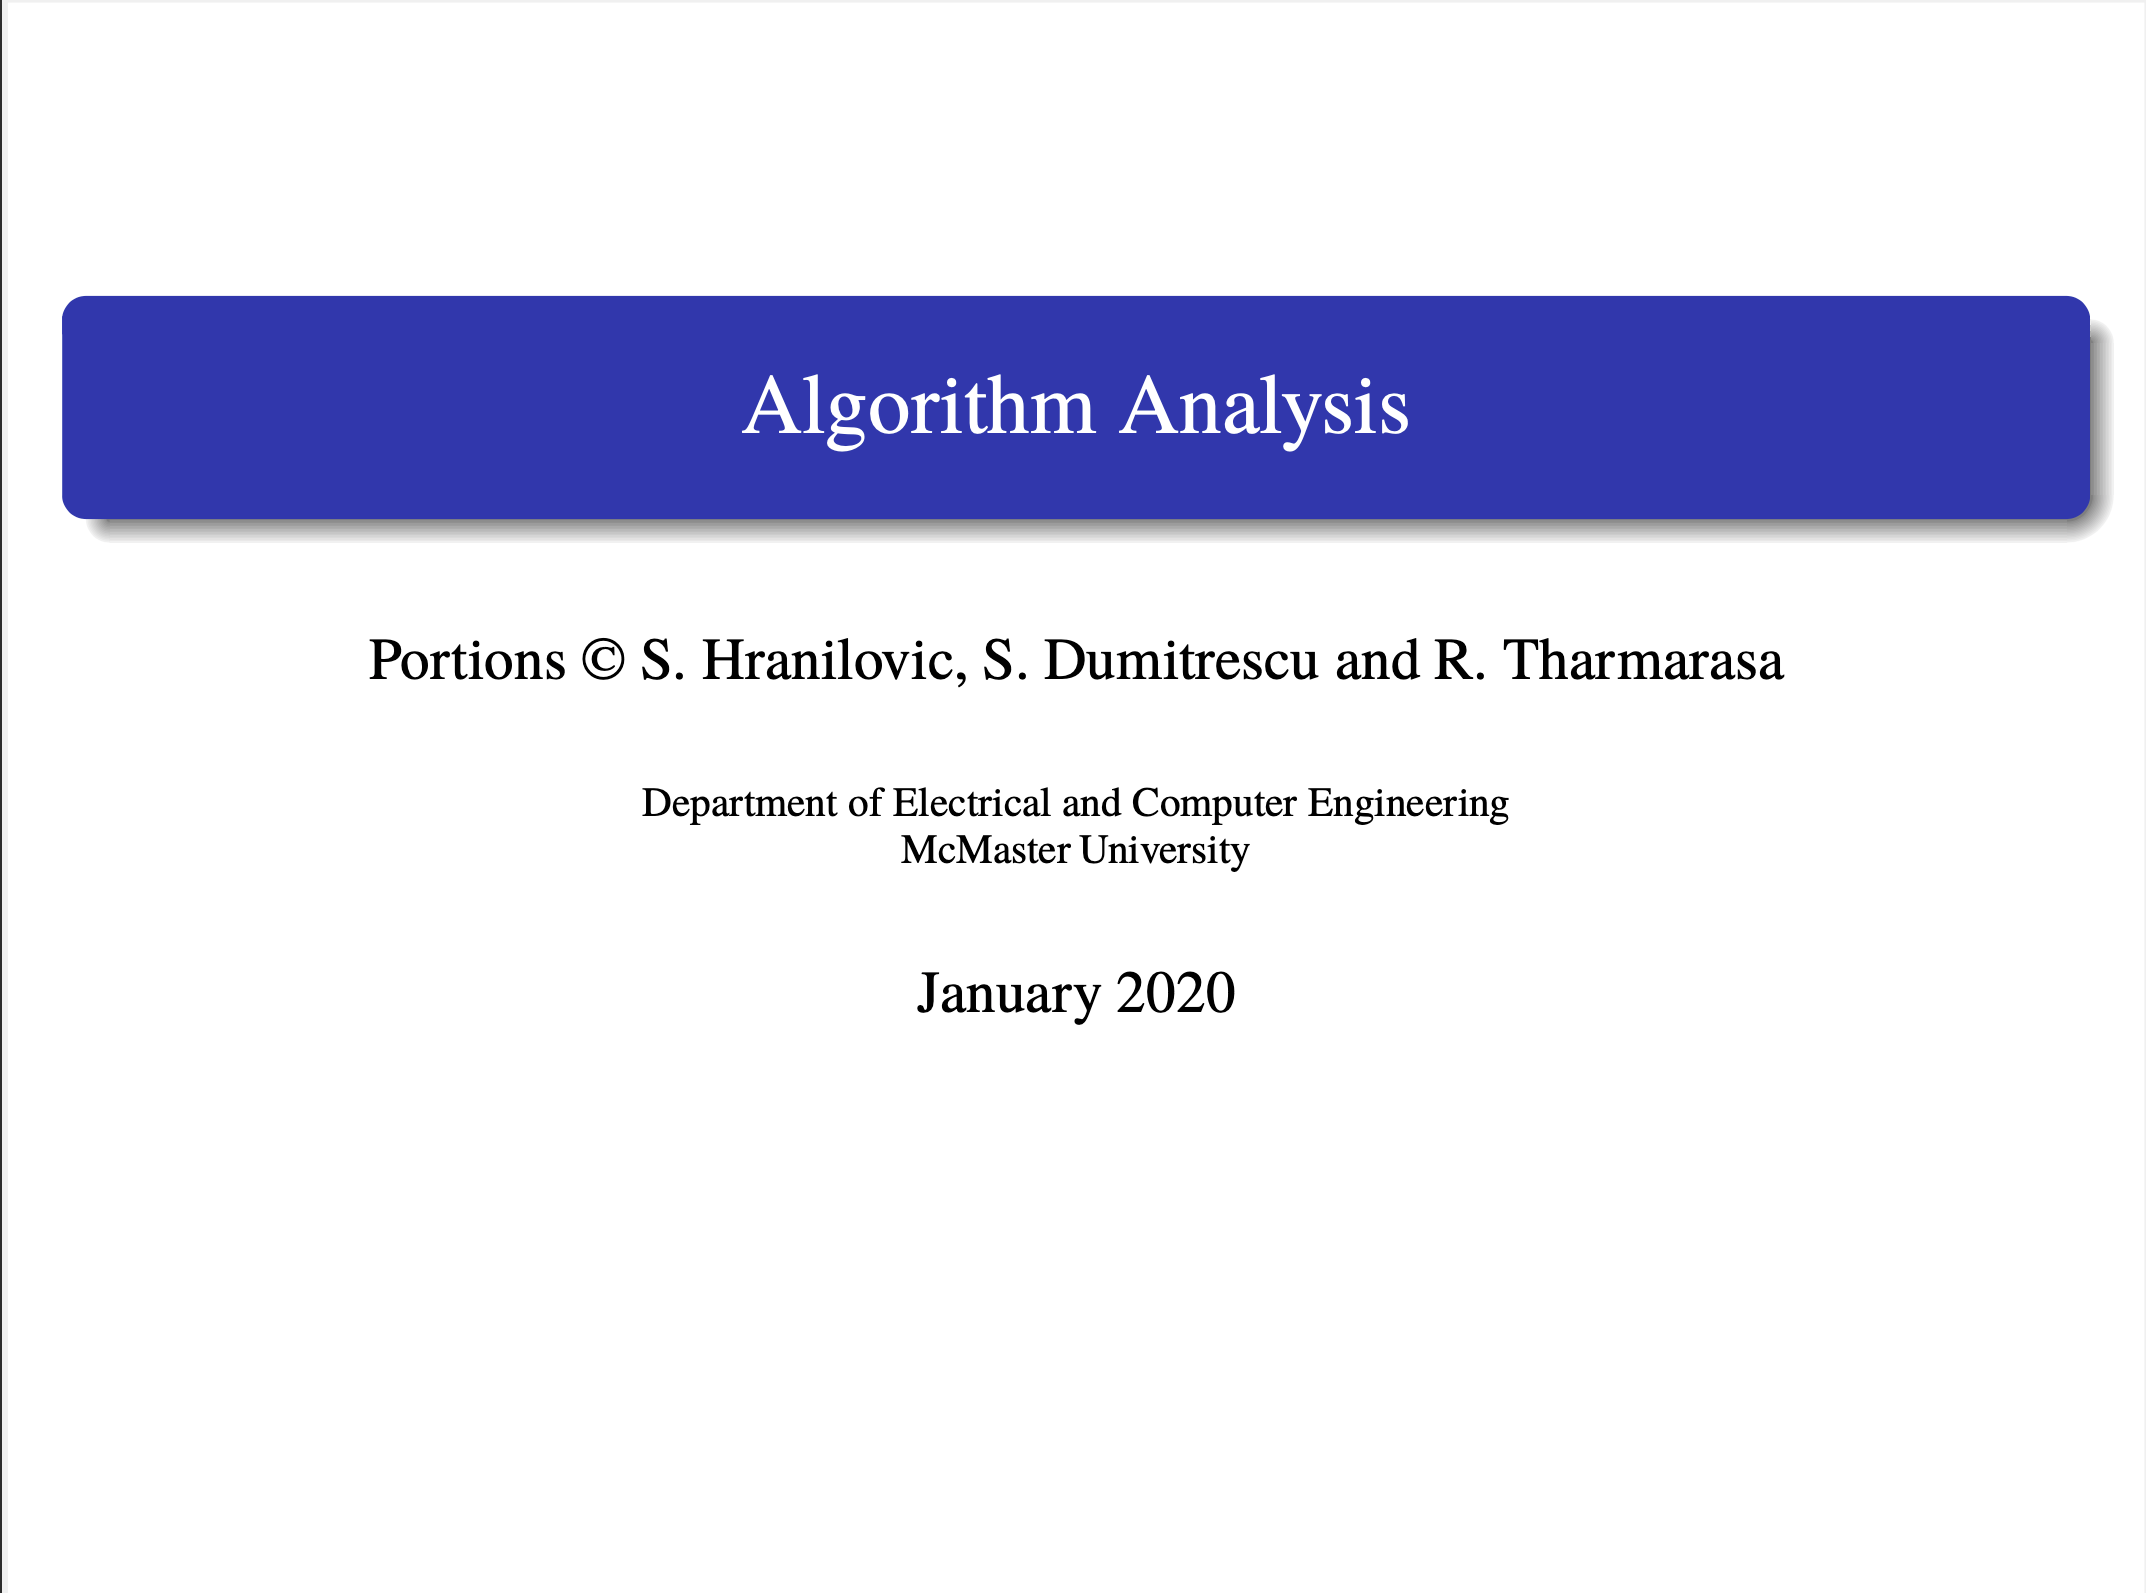 Algorithm Analysis
Portions © S. Hranilovic, S. Dumitrescu and R. Tharmarasa
Department of Electrical and Computer Engineering
McMaster University
January 2020